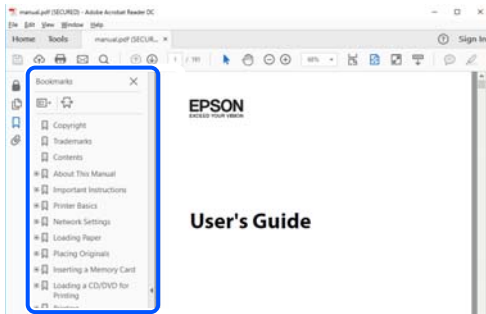 manual.pdf (SECURED) - Adobe Acrobat Reader DC
File Edit View Window Help
Home Tools manual.pdf (SECUR... × Sign In
Bookmarks
EPSON
EXCEED YOUR VISION
Copyright
Trademarks
Contents
About This Manual
Important Instructions
Printer Basics
User's Guide
Network Settings
Loading Paper
Placing Originals
Inserting a Memory Card
Loading a CD/DVD for
Printing